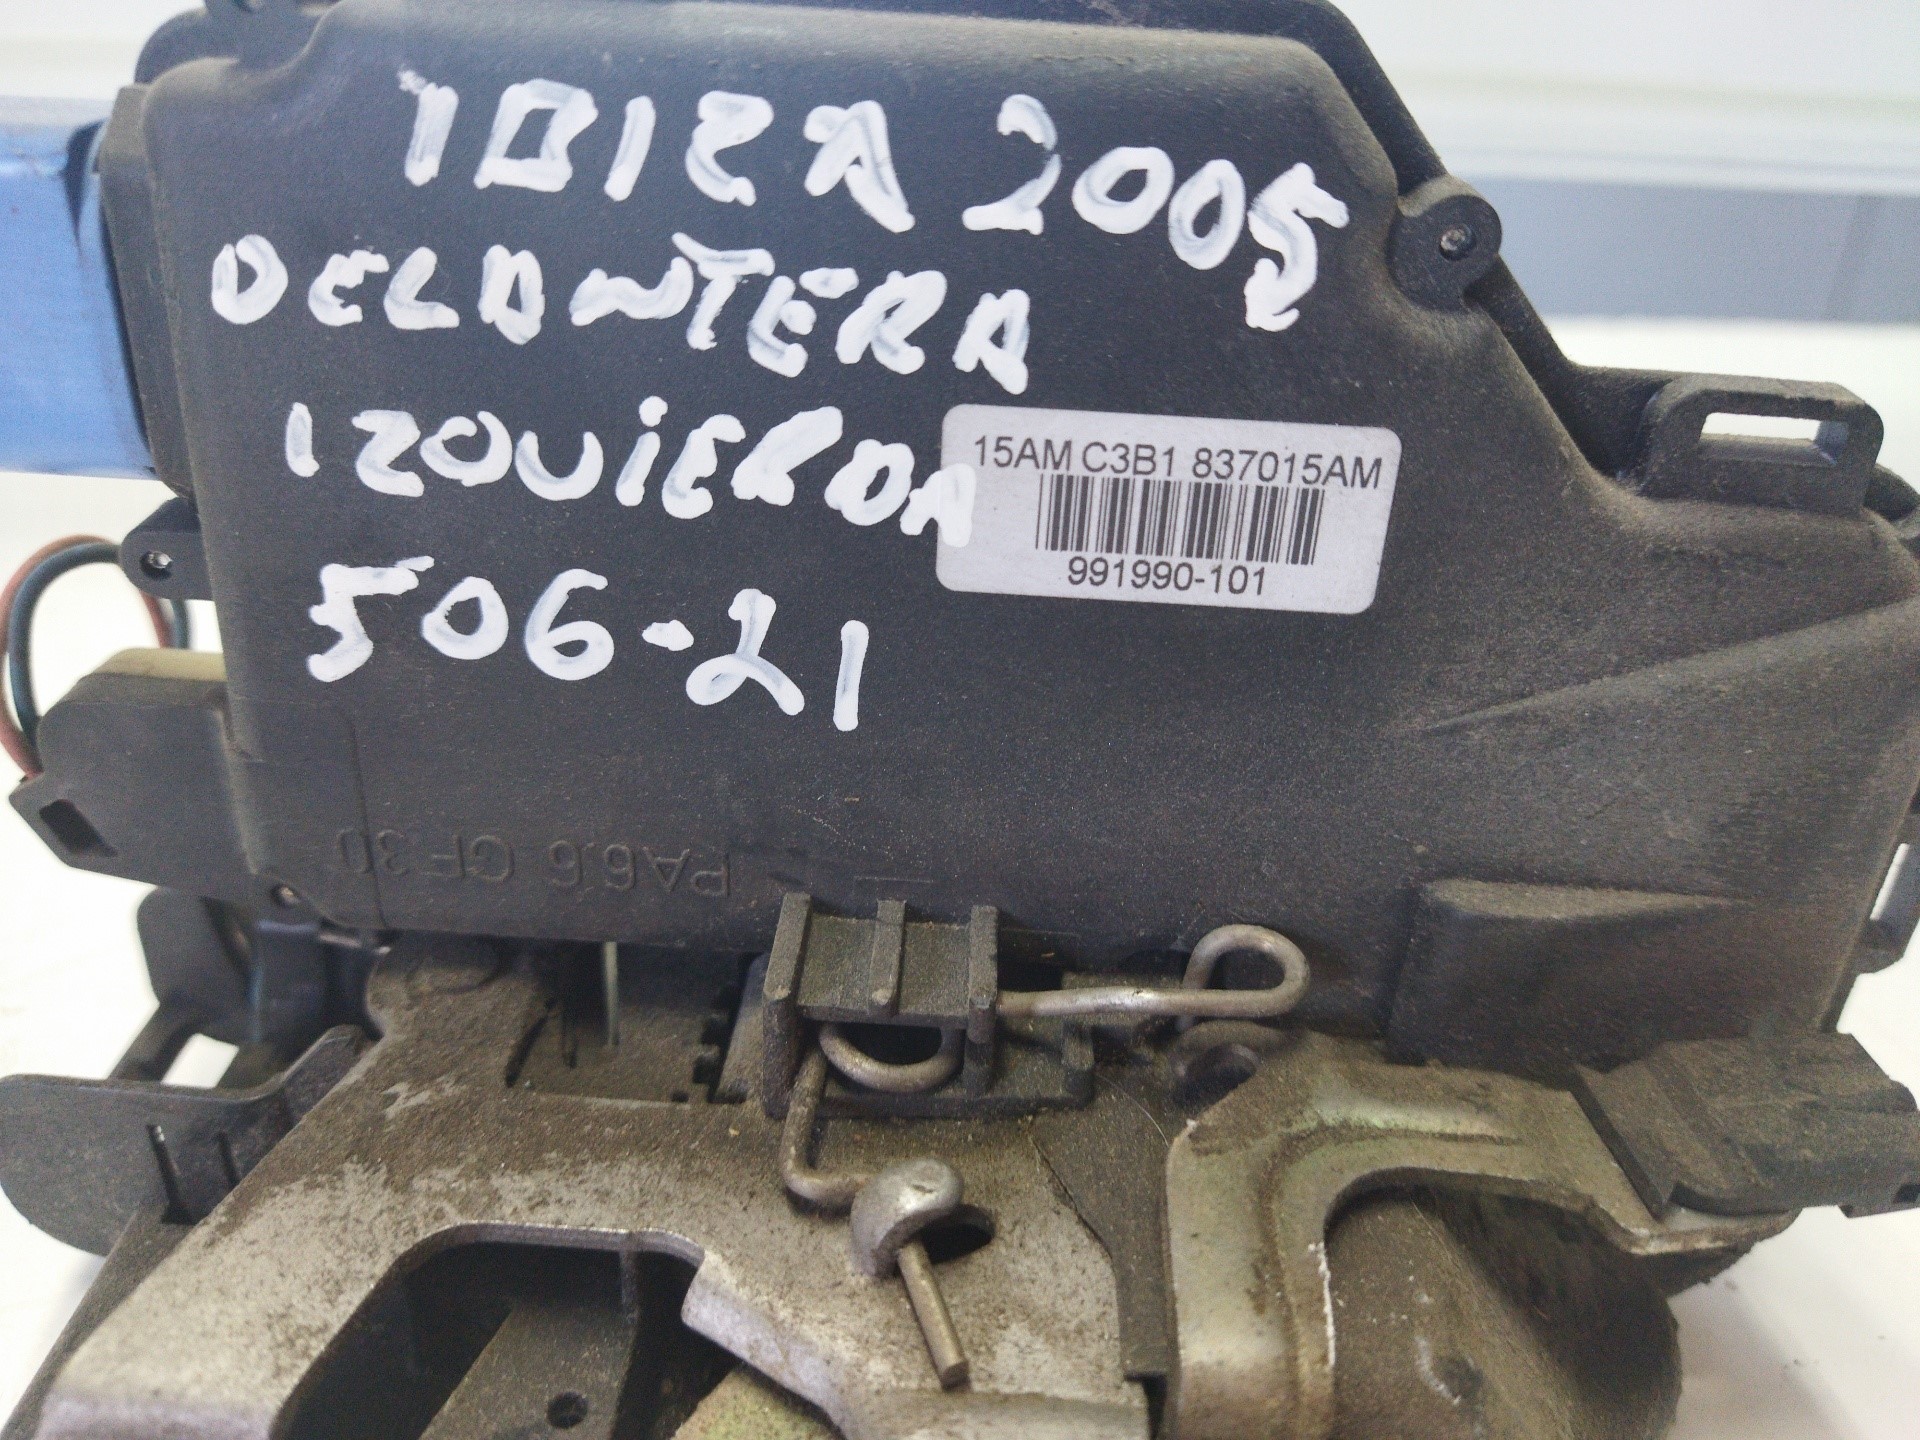 IBIZA 2005
DELANTERA
IZQUIERDA
15AM C3B1 837015AM
991990-101
506-21
PA6.6 GF30